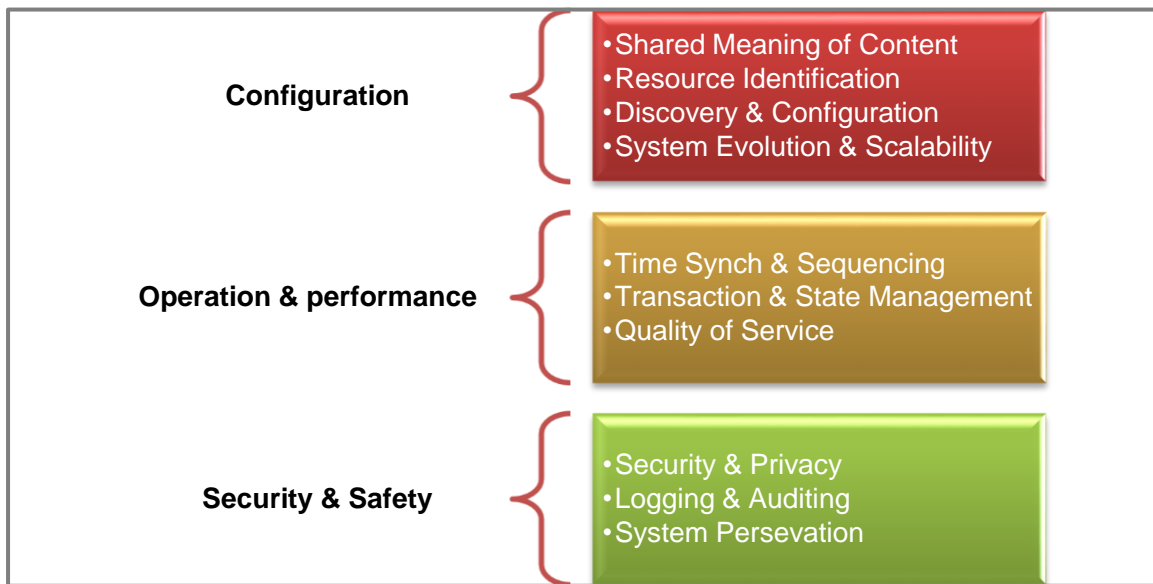 Configuration
•Shared Meaning of Content
•Resource Identification
•Discovery & Configuration
•System Evolution & Scalability
Operation & performance
•Time Synch & Sequencing
•Transaction & State Management
•Quality of Service
Security & Safety
•Security & Privacy
•Logging & Auditing
•System Persevation